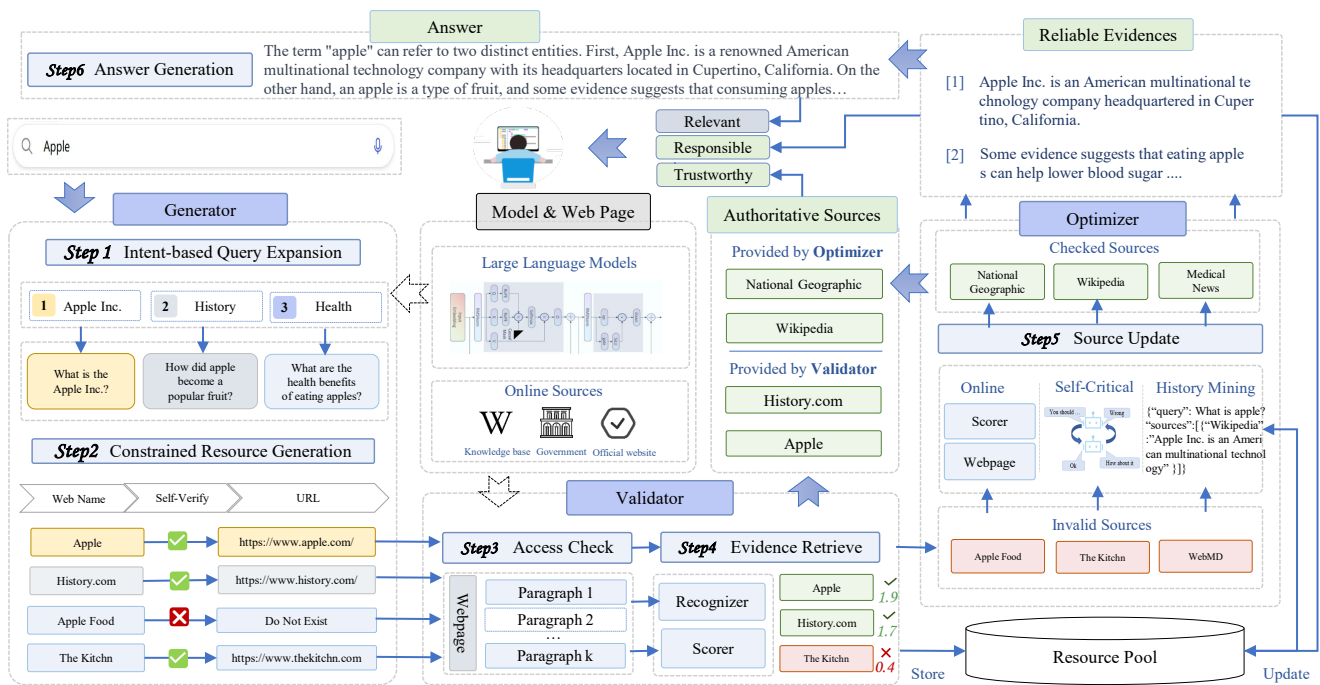 Answer
Step6 Answer Generation
The term "apple" can refer to two distinct entities. First, Apple Inc. is a renowned American
multinational technology company with its headquarters located in Cupertino, California. On the
other hand, an apple is a type of fruit, and some evidence suggests that consuming apples…
Reliable Evidences
[1] Apple Inc. is an American multinational te
chnology company headquartered in Cuper
tino, California.
[2] Some evidence suggests that eating apple
s can help lower blood sugar ....
Apple
Relevant
Responsible
Trustworthy
Generator
Step 1 Intent-based Query Expansion
1 Apple Inc.
2 History
3 Health
What is the
Apple Inc.?
How did apple
become a
popular fruit?
What are the
health benefits
of eating apples?
Step2 Constrained Resource Generation
Web Name
Self-Verify
URL
Apple
https://www.apple.com/
History.com
https://www.history.com/
Apple Food
Do Not Exist
The Kitchn
https://www.thekitchn.com
Model & Web Page
Large Language Models
Online Sources
W
Knowledge base
Government
Official website
Authoritative Sources
Provided by Optimizer
National Geographic
Wikipedia
Provided by Validator
History.com
Apple
Validator
Step3 Access Check
Step4 Evidence Retrieve
Webpage
Paragraph 1
Paragraph 2
...
Paragraph k
Recognizer
Scorer
Apple
1.9
History.com
1.7
The Kitchn
0.4
Optimizer
Checked Sources
National
Geographic
Wikipedia
Medical
News
Step5 Source Update
Online
Scorer
Webpage
Self-Critical
You should ...
Wrong
Ok
How about it
History Mining
{“query”: What is apple?
“sources”:[{“Wikipedia”
:”Apple Inc. is an Ameri
can multinational technol
ogy” }]}
Invalid Sources
Apple Food
The Kitchn
WebMD
Resource Pool
Store
Update